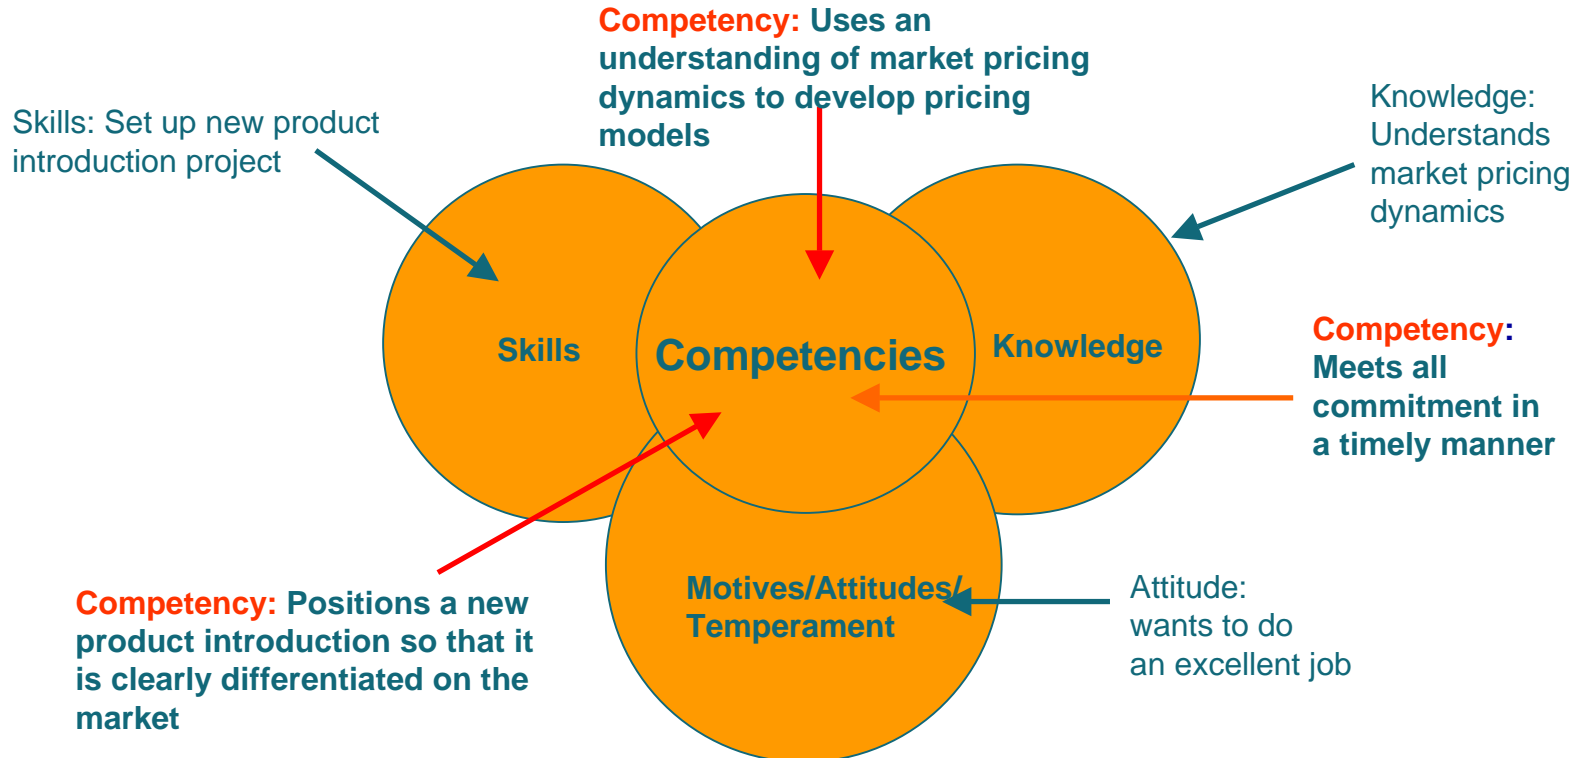 Competency: Uses an
understanding of market pricing
dynamics to develop pricing
models
Skills: Set up new product
introduction project
Knowledge:
Understands
market pricing
dynamics
Skills
Competencies
Knowledge
Competency:
Meets all
commitment in
a timely manner
Motives/Attitudes/
Temperament
Attitude:
wants to do
an excellent job
Competency: Positions a new
product introduction so that it
is clearly differentiated on the
market